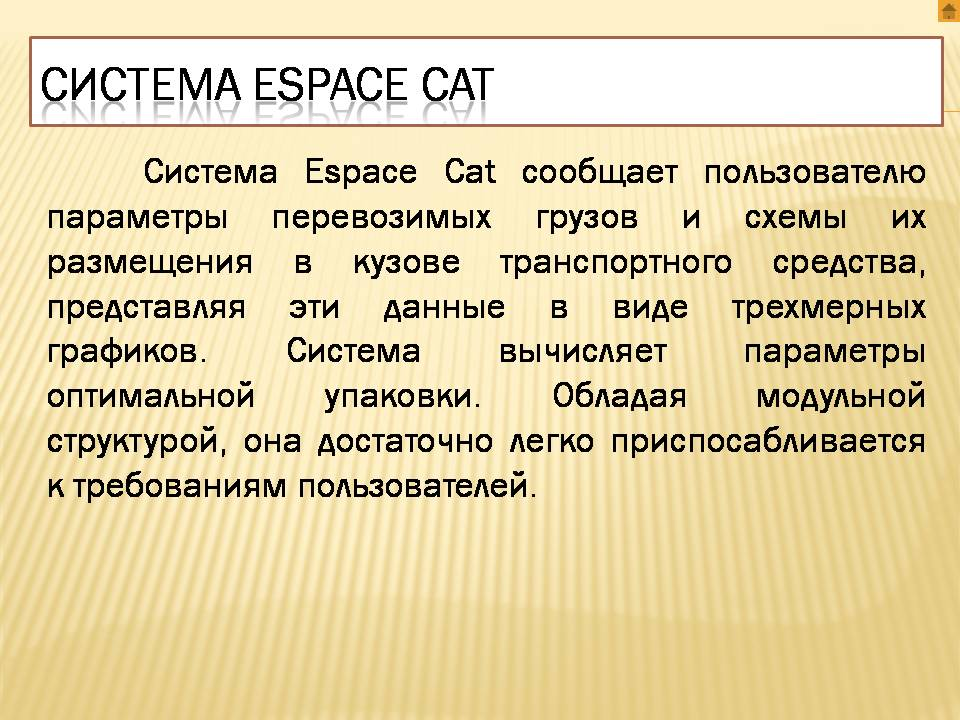 СИСТЕМА ESPACE CAT
Система Espace Cat сообщает пользователю
параметры перевозимых грузов и схемы их
размещения в кузове транспортного средства,
представляя эти данные в виде трехмерных
графиков. Система вычисляет параметры
оптимальной упаковки. Обладая модульной
структурой, она достаточно легко приспосабливается
к требованиям пользователей.